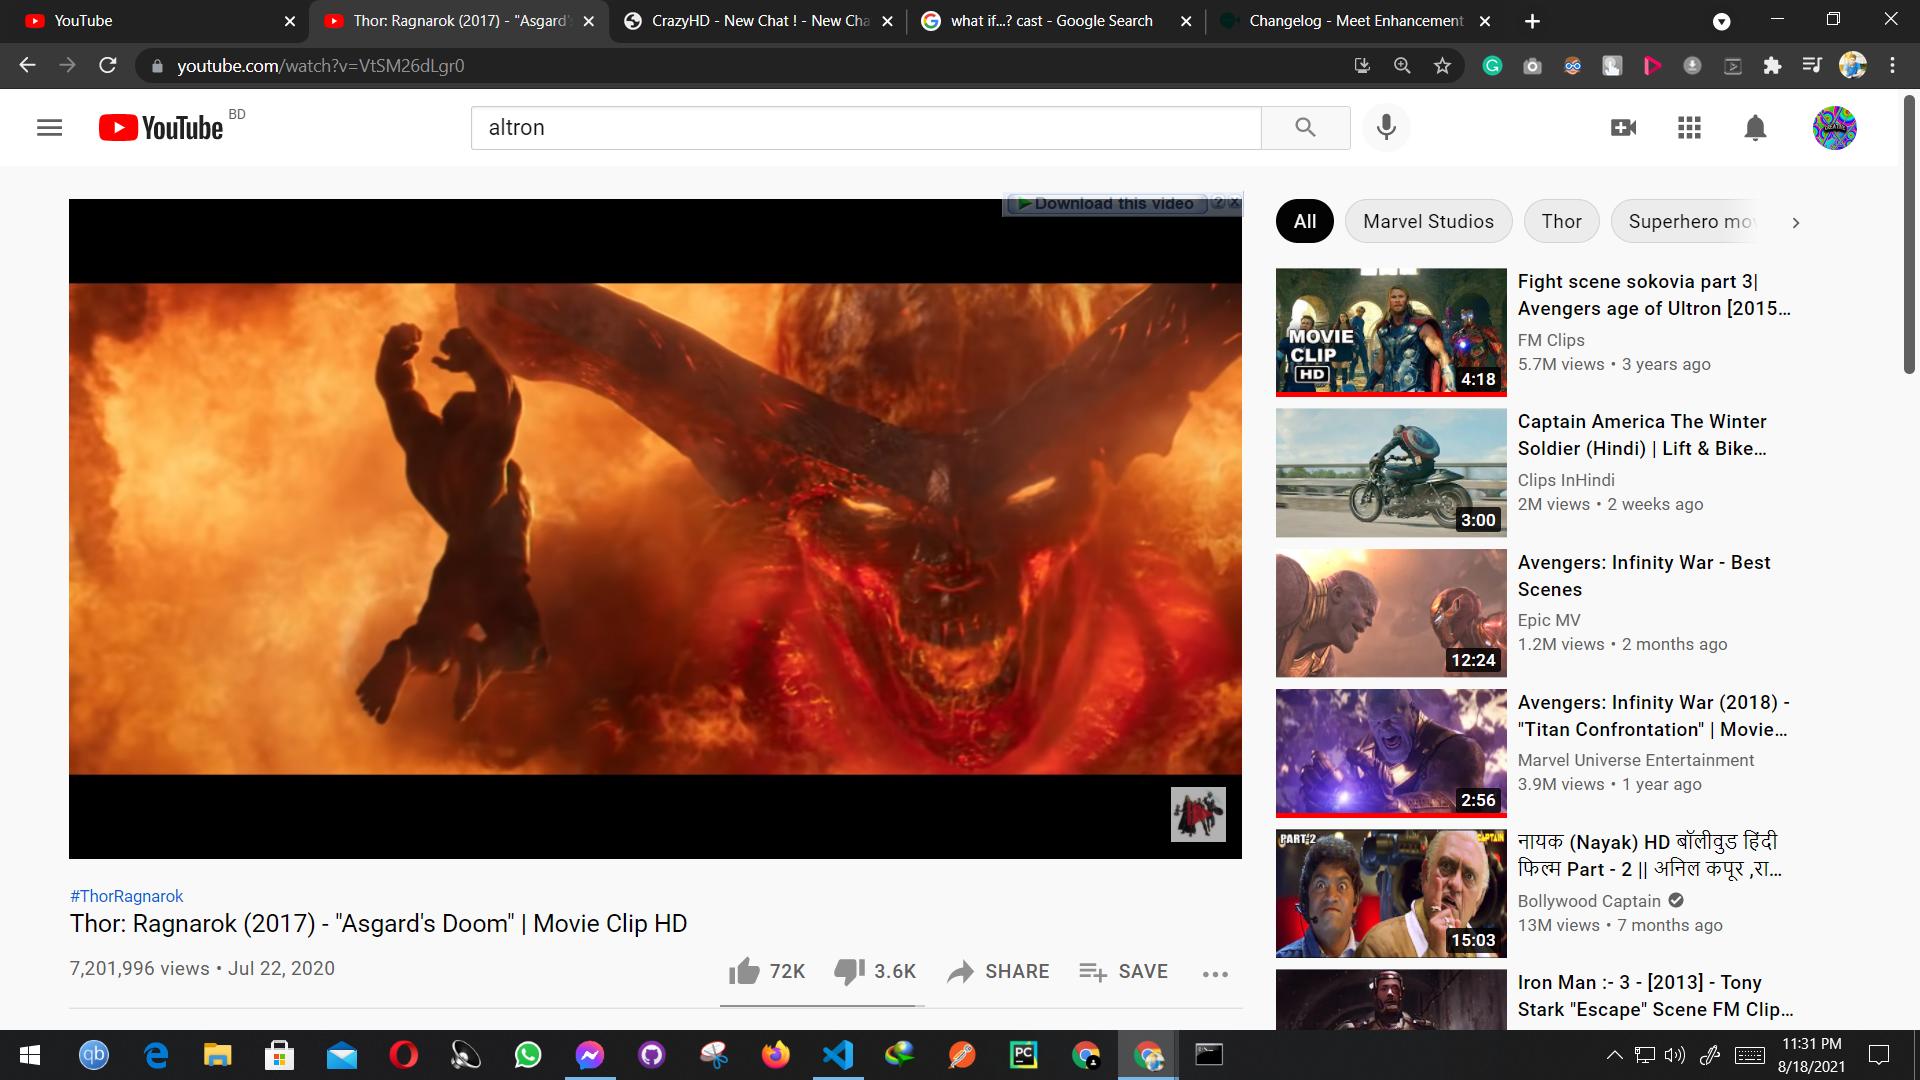 YouTube
Thor: Ragnarok (2017) - "Asgard's
CrazyHD - New Chat ! - New Cha
what if...? cast - Google Search
Changelog - Meet Enhancement
youtube.com/watch?v=VtSM26dLgr0
YouTube BD
altron
Download this video ? x
All
Marvel Studios
Thor
Superhero mov
MOVIE
CLIP
HD
4:18
Fight scene sokovia part 3|
Avengers age of Ultron [2015...
FM Clips
5.7M views • 3 years ago
3:00
Captain America The Winter
Soldier (Hindi) | Lift & Bike...
Clips InHindi
2M views • 2 weeks ago
12:24
Avengers: Infinity War - Best
Scenes
Epic MV
1.2M views • 2 months ago
2:56
Avengers: Infinity War (2018) -
"Titan Confrontation" | Movie...
Marvel Universe Entertainment
3.9M views • 1 year ago
PART-2
CAPTAIN
15:03
नायक (Nayak) HD बॉलीवुड हिंदी
फिल्म Part - 2 || अनिल कपूर ,रा...
Bollywood Captain
13M views • 7 months ago
Iron Man :- 3 - [2013] - Tony
Stark "Escape" Scene FM Clip...
#ThorRagnarok
Thor: Ragnarok (2017) - "Asgard's Doom" | Movie Clip HD
7,201,996 views • Jul 22, 2020
72K
3.6K
SHARE
SAVE
qb
PC
11:31 PM
8/18/2021